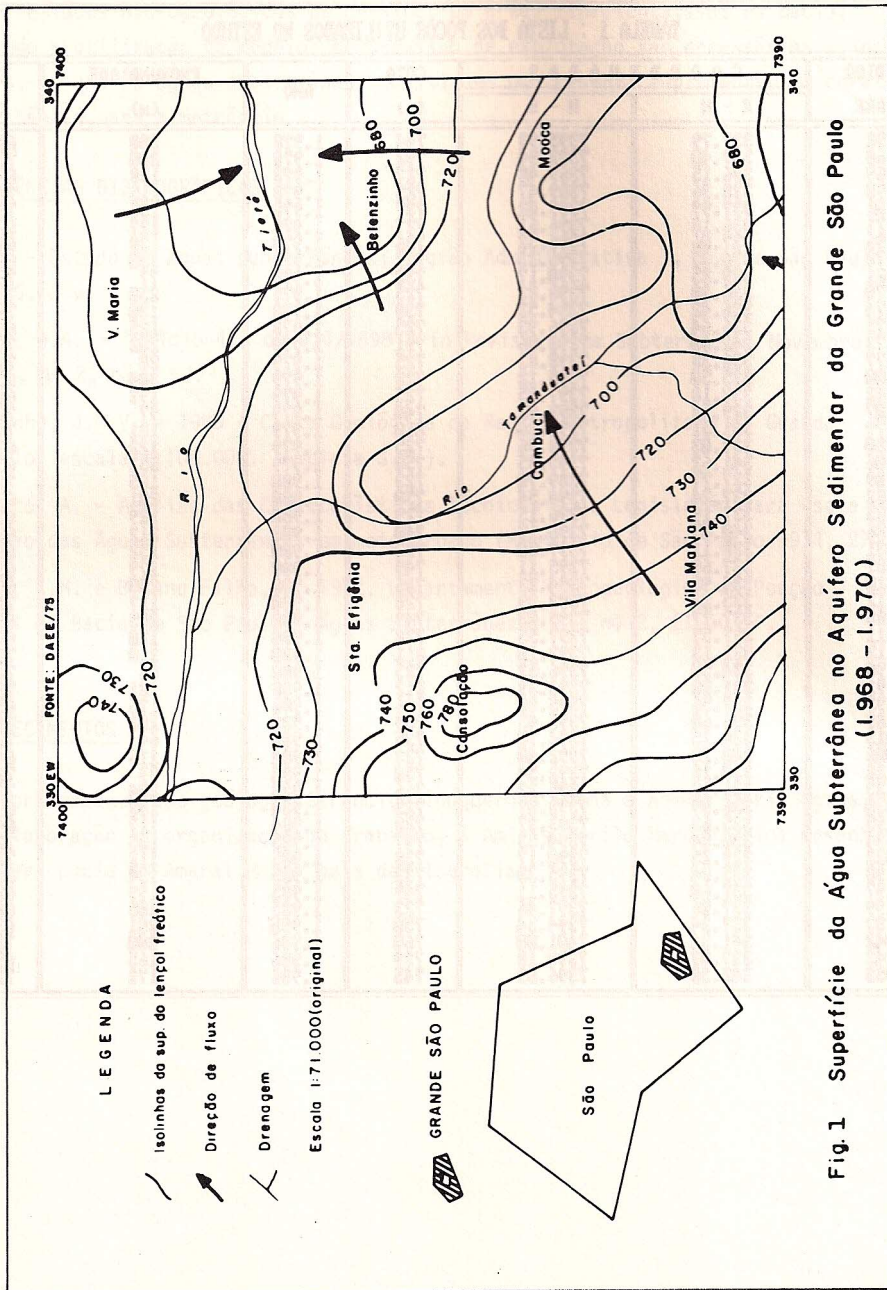 330 EW
FONTE: DAEE/75
340
7400
7400
740
730
720
V. Maria
Rio
Tietê
720
730
Sta. Efigênia
Belenzinho
680
700
720
740
750
760
780
Consolação
Rio
Tamanduateí
Cambuci
Moóca
Vila Mariana
700
720
730
740
680
7390
7390
330
340
LEGENDA
Isolinhas da sup. do lençol freático
Direção de fluxo
Drenagem
Escala 1:71.000 (original)
GRANDE SÃO PAULO
São Paulo
Fig. 1 Superfície da Água Subterrânea no Aquífero Sedimentar da Grande São Paulo
(1.968 - 1.970)